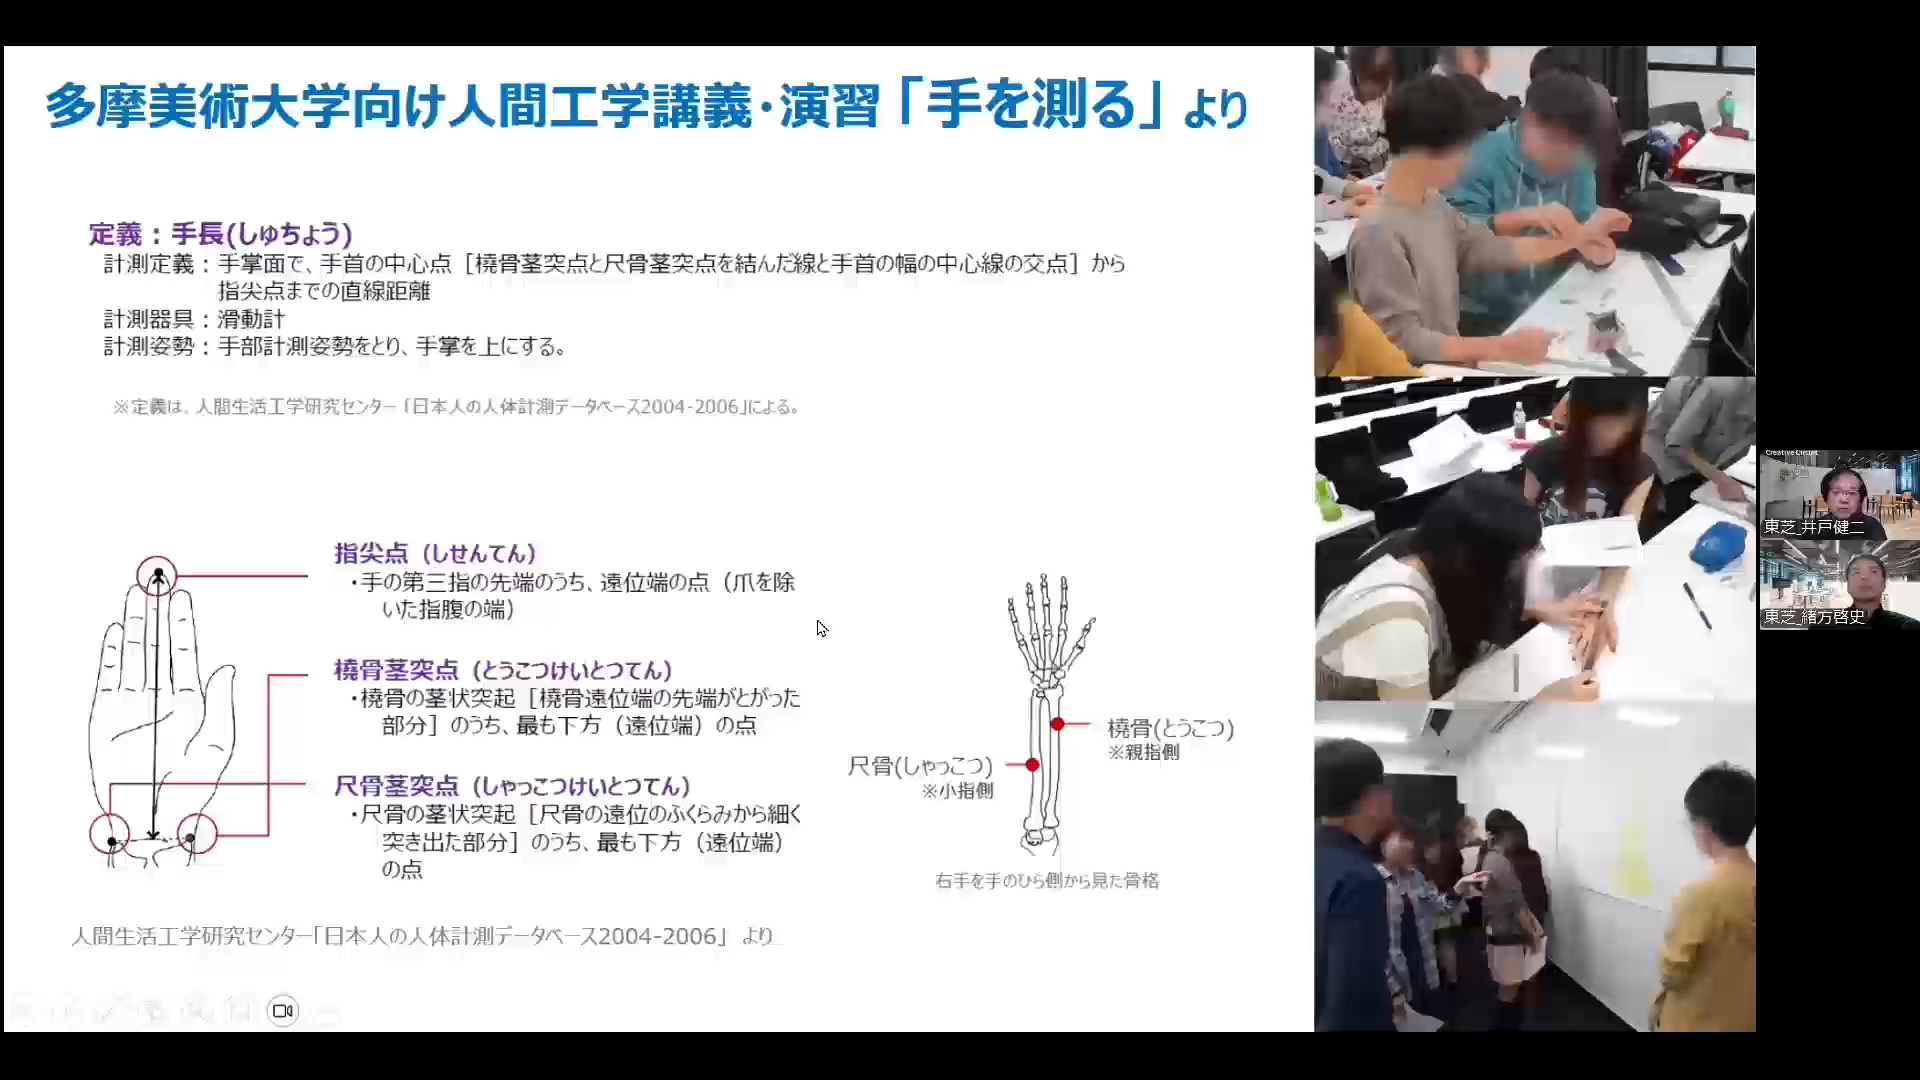 多摩美術大学向け人間工学講義・演習「手を測る」より
定義：手長(しゅちょう)
計測定義：手掌面で、手首の中心点［橈骨茎突点と尺骨茎突点を結んだ線と手首の幅の中心線の交点］から
指尖点までの直線距離
計測器具：滑動計
計測姿勢：手部計測姿勢をとり、手掌を上にする。
※定義は、人間生活工学研究センター「日本人の人体計測データベース2004-2006」による。
指尖点（しせんてん）
・手の第三指の先端のうち、遠位端の点（爪を除
いた指腹の端）
橈骨茎突点（とうこつけいとつてん）
・橈骨の茎状突起［橈骨遠位端の先端がとがった
部分］のうち、最も下方（遠位端）の点
尺骨茎突点（しゃっこつけいとつてん）
・尺骨の茎状突起［尺骨の遠位のふくらみから細く
突き出た部分］のうち、最も下方（遠位端）
の点
橈骨(とうこつ)
※親指側
尺骨(しゃっこつ)
※小指側
右手を手のひら側から見た骨格
人間生活工学研究センター「日本人の人体計測データベース2004-2006」より
Creative Circuit
東芝_井戸健二
東芝_緒方啓史